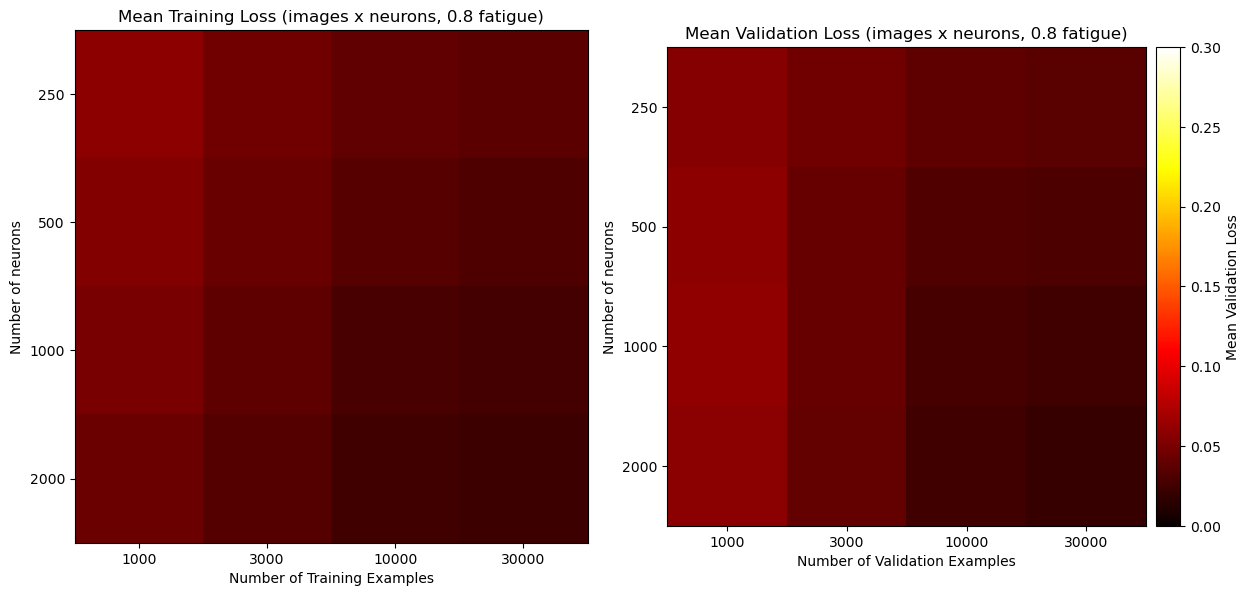 Mean Training Loss (images x neurons, 0.8 fatigue)
Number of neurons
250
500
1000
2000
1000 3000 10000 30000
Number of Training Examples
Mean Validation Loss (images x neurons, 0.8 fatigue)
Number of neurons
250
500
1000
2000
1000 3000 10000 30000
Number of Validation Examples
0.30
0.25
0.20
0.15
0.10
0.05
0.00
Mean Validation Loss